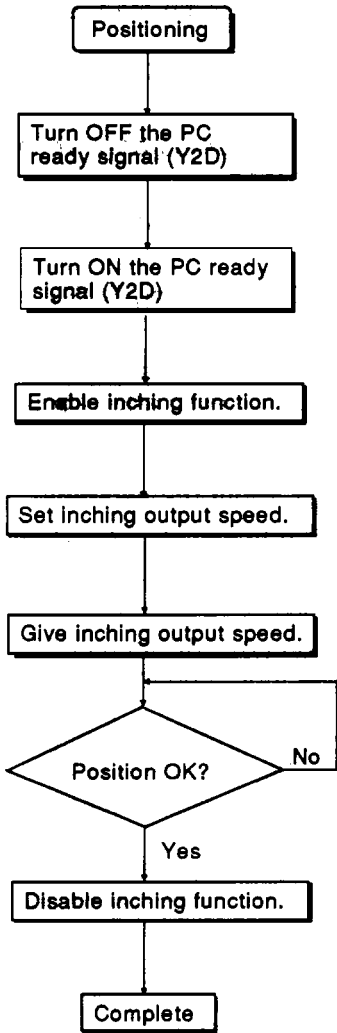 Positioning
Turn OFF the PC
ready signal (Y2D)
Turn ON the PC ready
signal (Y2D)
Enable inching function.
Set inching output speed.
Give inching output speed.
Position OK?
No
Yes
Disable inching function.
Complete